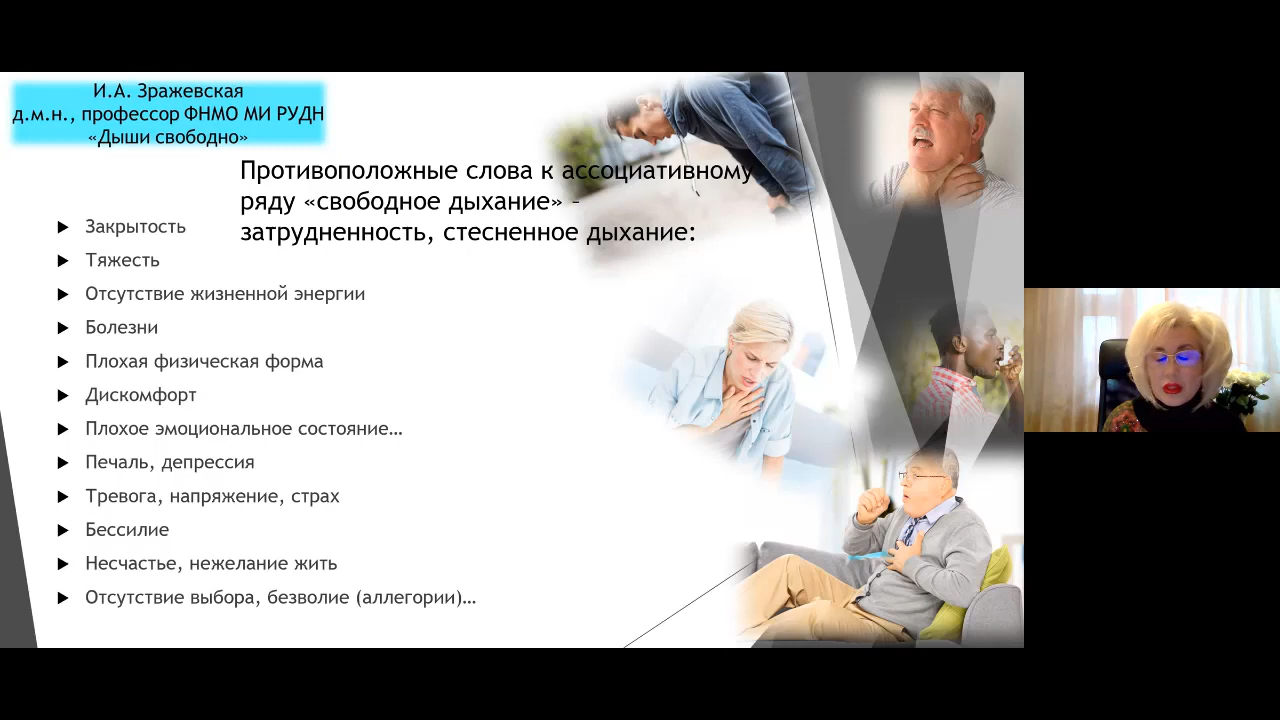 И.А. Зражевская
д.м.н., профессор ФНМО МИ РУДН
«Дыши свободно»
Противоположные слова к ассоциативному
ряду «свободное дыхание» –
затрудненность, стесненное дыхание:
Закрытость
Тяжесть
Отсутствие жизненной энергии
Болезни
Плохая физическая форма
Дискомфорт
Плохое эмоциональное состояние…
Печаль, депрессия
Тревога, напряжение, страх
Бессилие
Несчастье, нежелание жить
Отсутствие выбора, безволие (аллегории)…